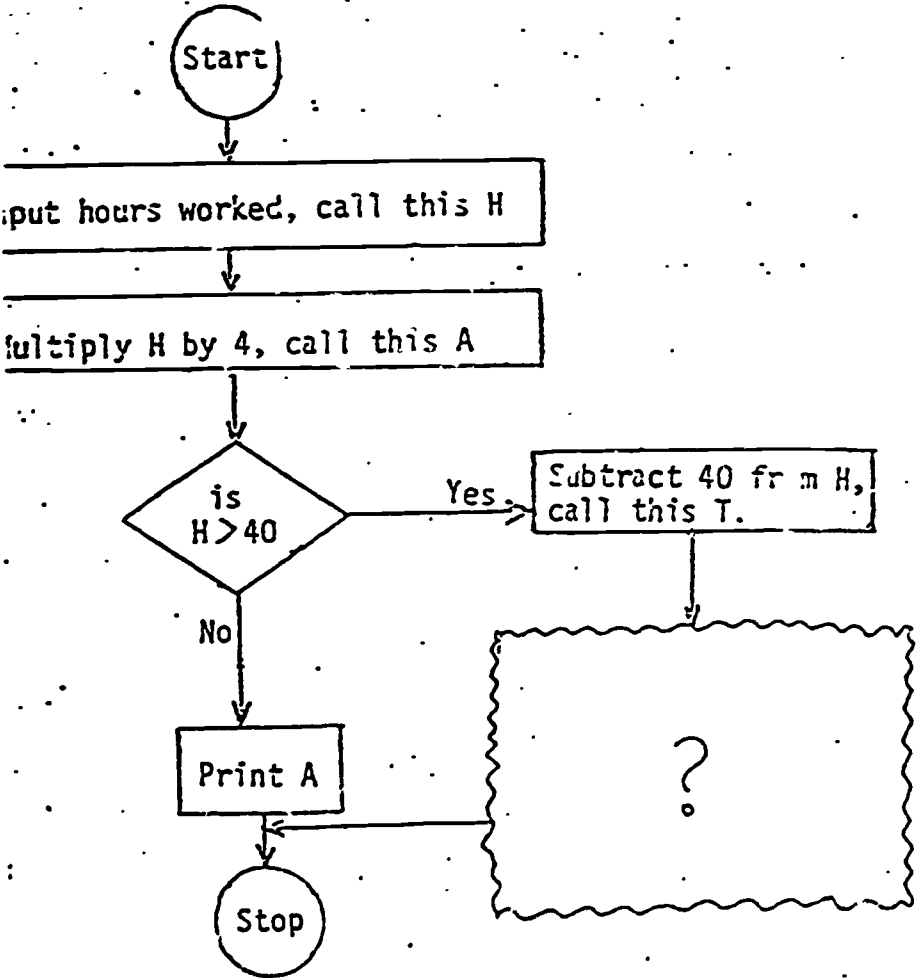 Start
put hours worked, call this H
ultiply H by 4, call this A
is
H>40
Yes
Subtract 40 fr m H,
call this T.
No
Print A
?
Stop